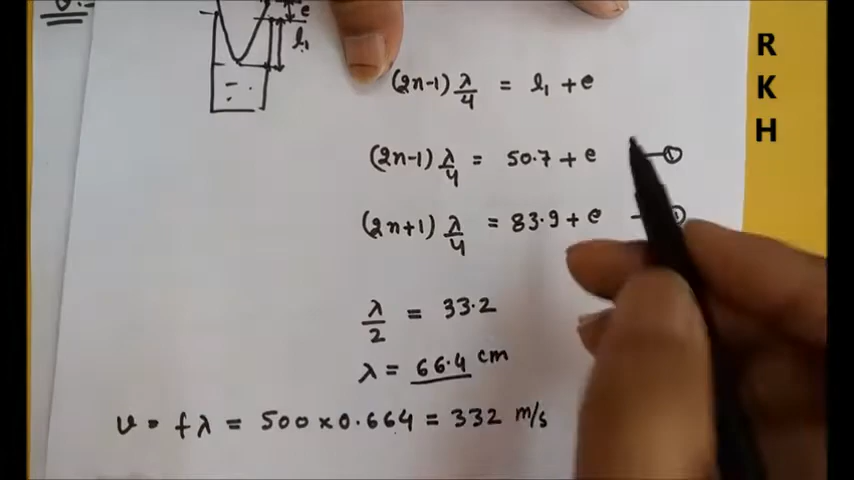 e
l₁
(2n-1) λ/4 = l₁ + e
(2n-1) λ/4 = 50.7 + e — ①
(2n+1) λ/4 = 83.9 + e —
λ/2 = 33.2
λ = 66.4 cm
v = fλ = 500 × 0.664 = 332 m/s
R
K
H